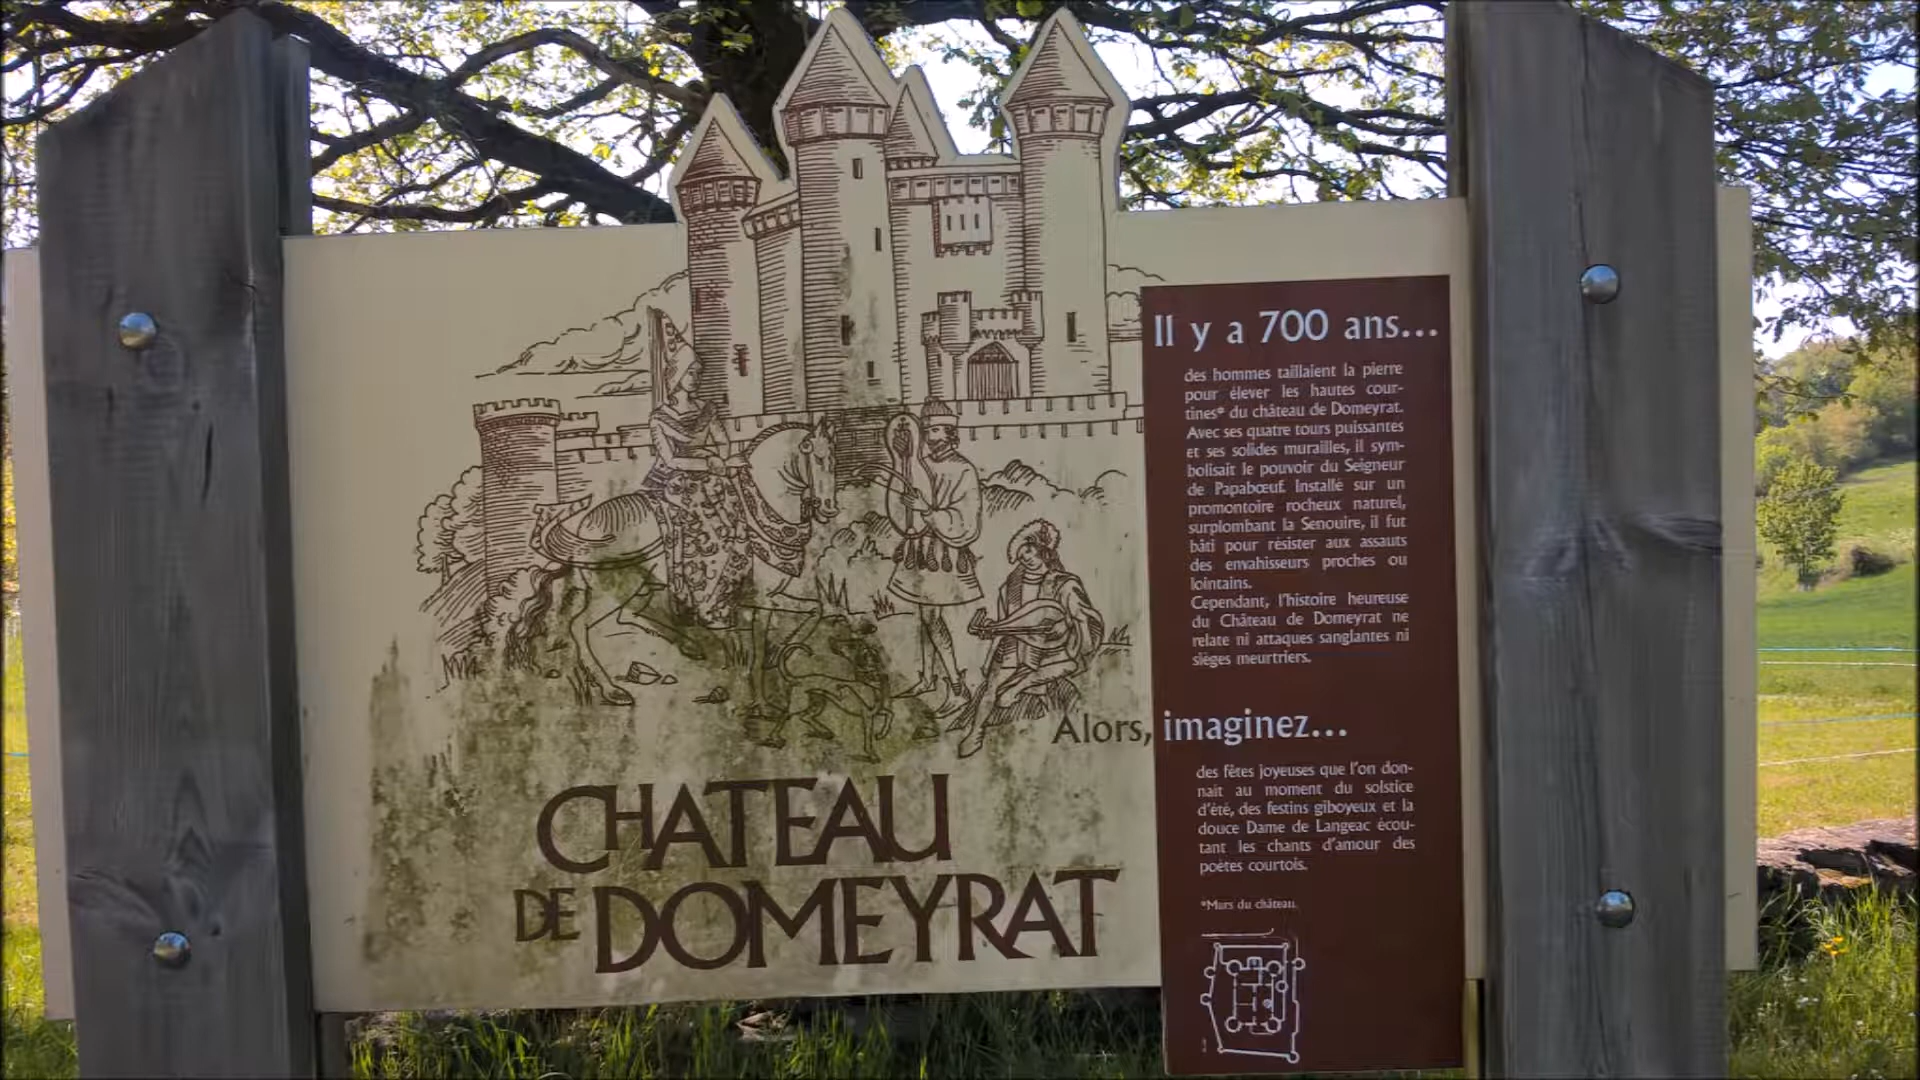 Il y a 700 ans...
des hommes taillaient la pierre
pour élever les hautes cour-
tines* du château de Domeyrat.
Avec ses quatre tours puissantes
et ses solides murailles, il sym-
bolisait le pouvoir du Seigneur
de Papabœuf. Installé sur un
promontoire rocheux naturel,
surplombant la Senouire, il fut
bâti pour résister aux assauts
des envahisseurs proches ou
lointains.
Cependant, l'histoire heureuse
du Château de Domeyrat ne
relate ni attaques sanglantes ni
sièges meurtriers.
Alors, imaginez...
des fêtes joyeuses que l'on don-
nait au moment du solstice
d'été, des festins giboyeux et la
douce Dame de Langeac écou-
tant les chants d'amour des
poètes courtois.
*Murs du château.
CHATEAU
DE DOMEYRAT